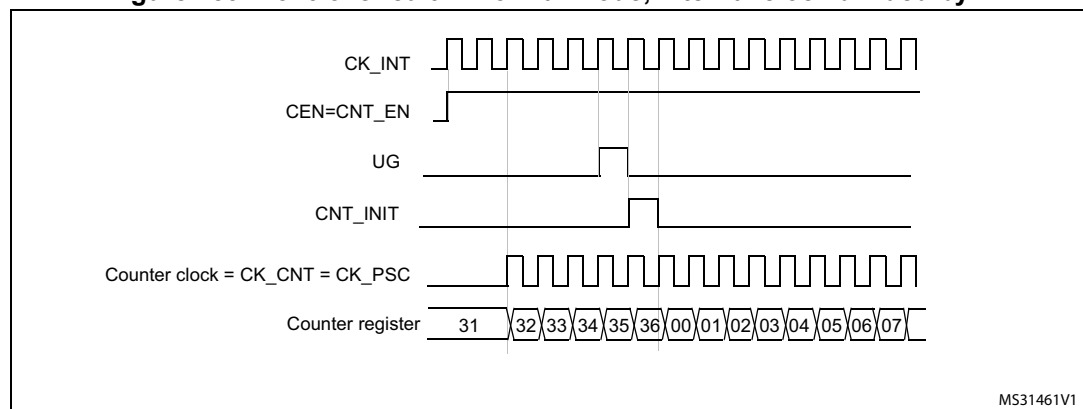 CK_INT
CEN=CNT_EN
UG
CNT_INIT
Counter clock = CK_CNT = CK_PSC
Counter register 31 32 33 34 35 36 00 01 02 03 04 05 06 07
MS31461V1